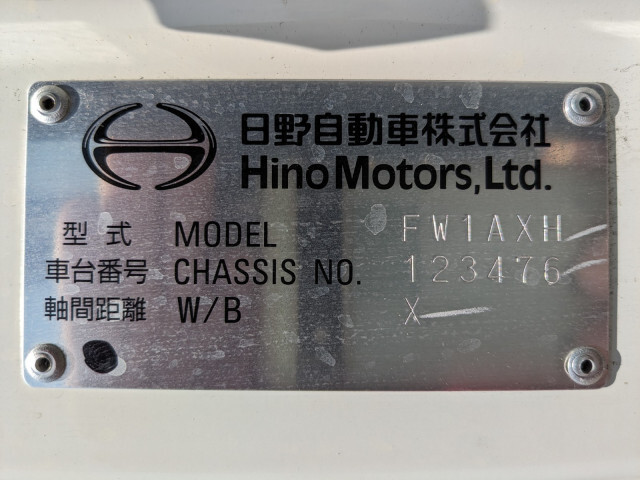 日野自動車株式会社
Hino Motors, Ltd.
型式 MODEL FW1AXH
車台番号 CHASSIS NO. 123476
軸間距離 W/B X